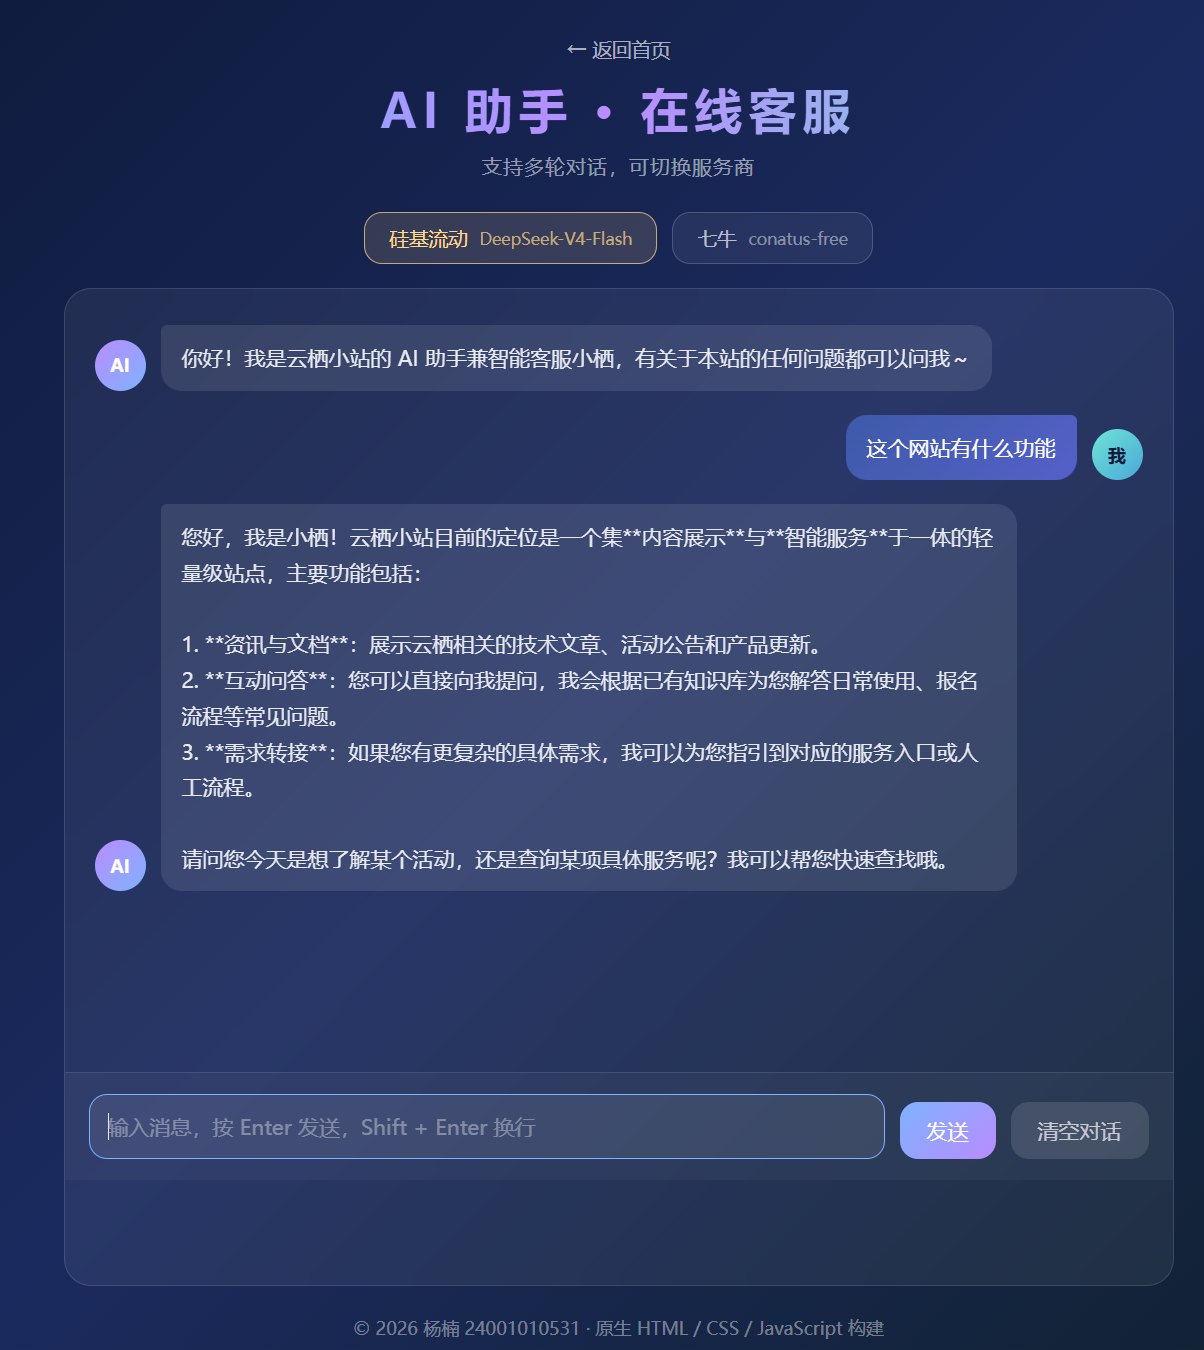 ← 返回首页
AI 助手 · 在线客服
支持多轮对话，可切换服务商
硅基流动 DeepSeek-V4-Flash 七牛 conatus-free
AI 你好！我是云栖小站的 AI 助手兼智能客服小栖，有关于本站的任何问题都可以问我～
这个网站有什么功能 我
您好，我是小栖！云栖小站目前的定位是一个集**内容展示**与**智能服务**于一体的轻
量级站点，主要功能包括：
1. **资讯与文档**：展示云栖相关的技术文章、活动公告和产品更新。
2. **互动问答**：您可以直接向我提问，我会根据已有知识库为您解答日常使用、报名
流程等常见问题。
3. **需求转接**：如果您有更复杂的具体需求，我可以为您指引到对应的服务入口或人
工流程。
AI 请问您今天是想了解某个活动，还是查询某项具体服务呢？我可以帮您快速查找哦。
输入消息，按 Enter 发送，Shift + Enter 换行 发送 清空对话
© 2026 杨楠 24001010531 · 原生 HTML / CSS / JavaScript 构建